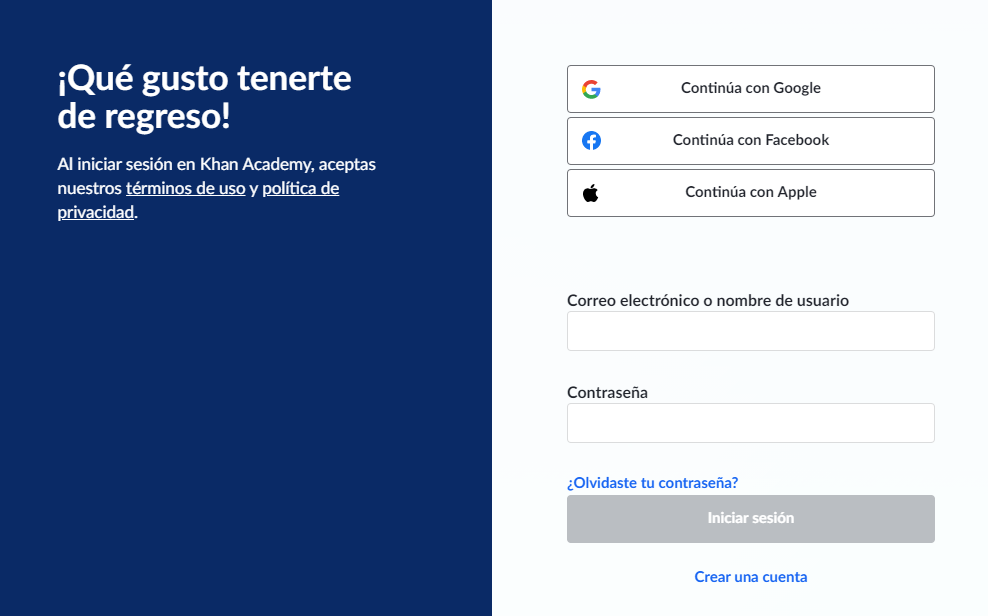 ¡Qué gusto tenerte
de regreso!
Al iniciar sesión en Khan Academy, aceptas
nuestros términos de uso y política de
privacidad.
Continúa con Google
Continúa con Facebook
Continúa con Apple
Correo electrónico o nombre de usuario
Contraseña
¿Olvidaste tu contraseña?
Iniciar sesión
Crear una cuenta